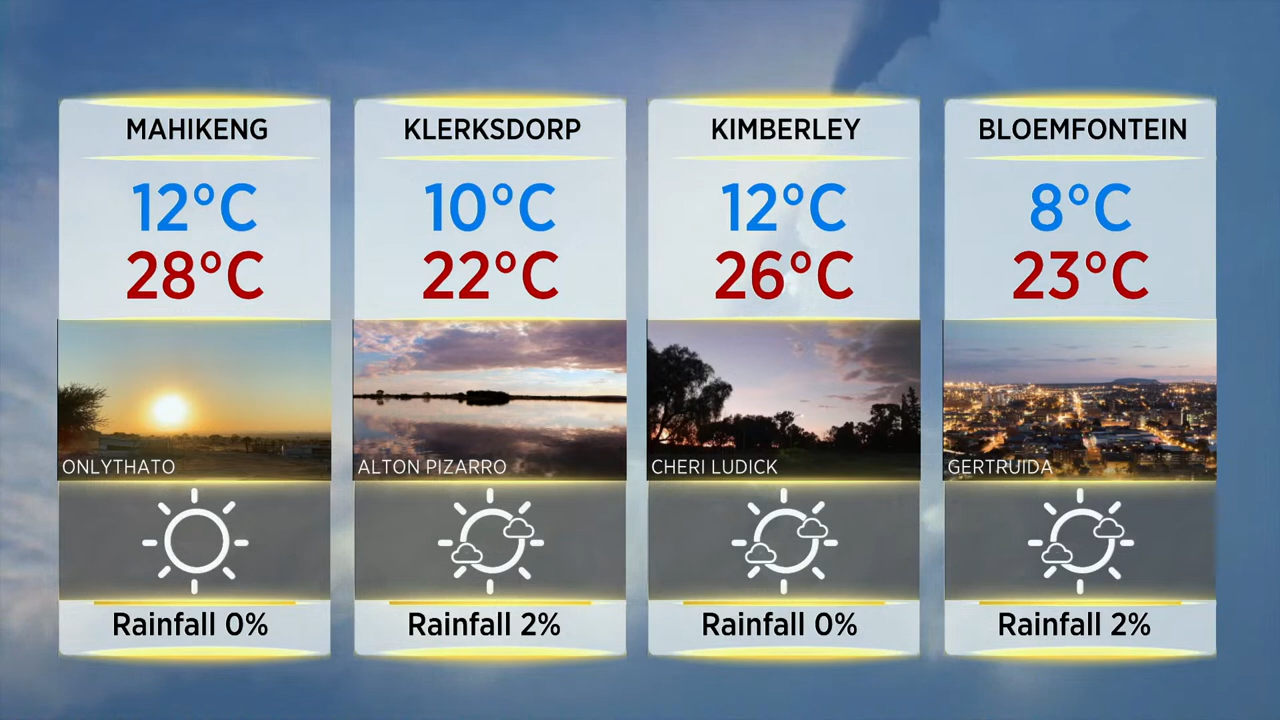 MAHIKENG
12°C
28°C
ONLYTHATO
Rainfall 0%
KLERKSDORP
10°C
22°C
ALTON PIZARRO
Rainfall 2%
KIMBERLEY
12°C
26°C
CHERI LUDICK
Rainfall 0%
BLOEMFONTEIN
8°C
23°C
GERTRUIDA
Rainfall 2%